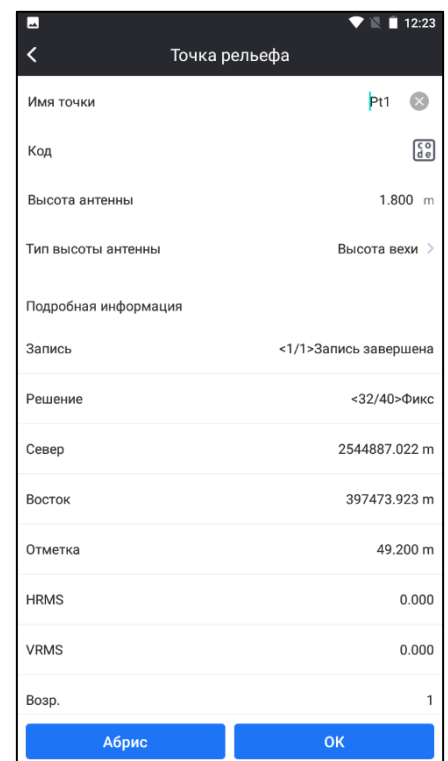 12:23
Точка рельефа
Имя точки Pt1
Код code
Высота антенны 1.800 m
Тип высоты антенны Высота вехи
Подробная информация
Запись <1/1>Запись завершена
Решение <32/40>Фикс
Север 2544887.022 m
Восток 397473.923 m
Отметка 49.200 m
HRMS 0.000
VRMS 0.000
Возр. 1
Абрис OK